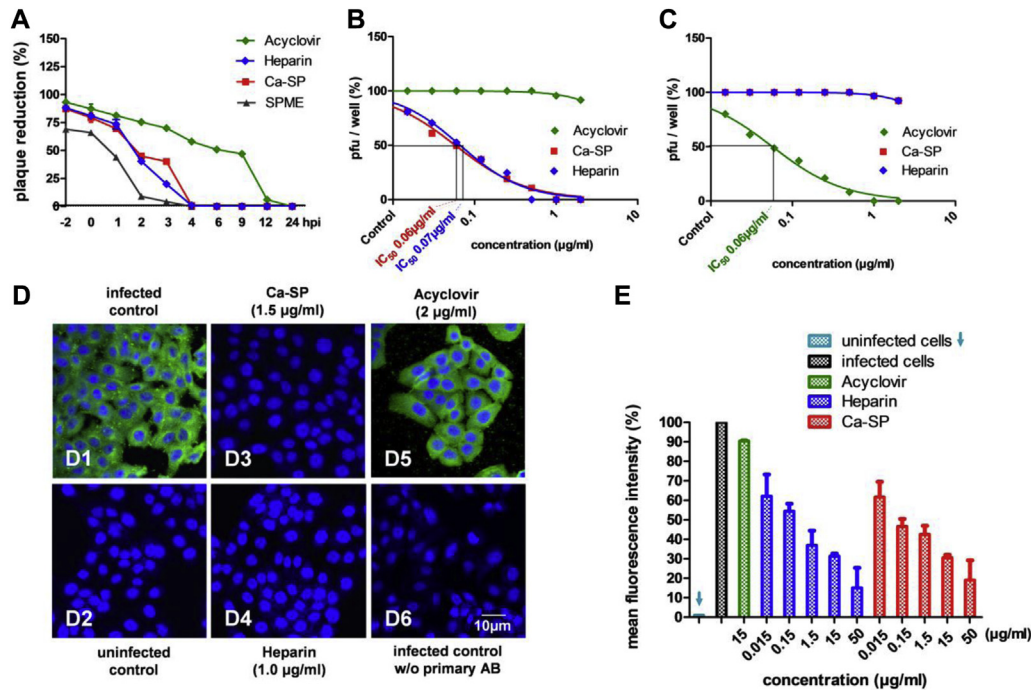 A
plaque reduction (%)
150
125
100
75
50
25
0
-2 0 1 2 3 4 6 9 12 24 hpi
Acyclovir
Heparin
Ca-SP
SPME
B
pfu / well (%)
150
100
50
0
Control
0.1
1
10
IC50 0.06µg/ml
IC50 0.07µg/ml
concentration (µg/ml)
Acyclovir
Ca-SP
Heparin
C
pfu / well (%)
150
100
50
0
Control
0.1
1
10
IC50 0.06µg/ml
concentration (µg/ml)
Acyclovir
Ca-SP
Heparin
D
infected
control
Ca-SP
(1.5 µg/ml)
Acyclovir
(2 µg/ml)
D1
D3
D5
D2
D4
D6
10µm
uninfected
control
Heparin
(1.0 µg/ml)
infected control
w/o primary AB
E
uninfected cells
infected cells
Acyclovir
Heparin
Ca-SP
mean fluorescence intensity (%)
100
90
80
70
60
50
40
30
20
10
0
15 0.015 0.15 1.5 15 50 0.015 0.15 1.5 15 50 (µg/ml)
concentration (µg/ml)